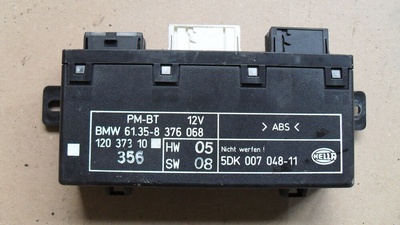 PM-BT 12V
BMW 61.35-8 376 068
> ABS <
120 373 10
356
HW 05
SW 08
Nicht werfen !
5DK 007 048-11
HELLA